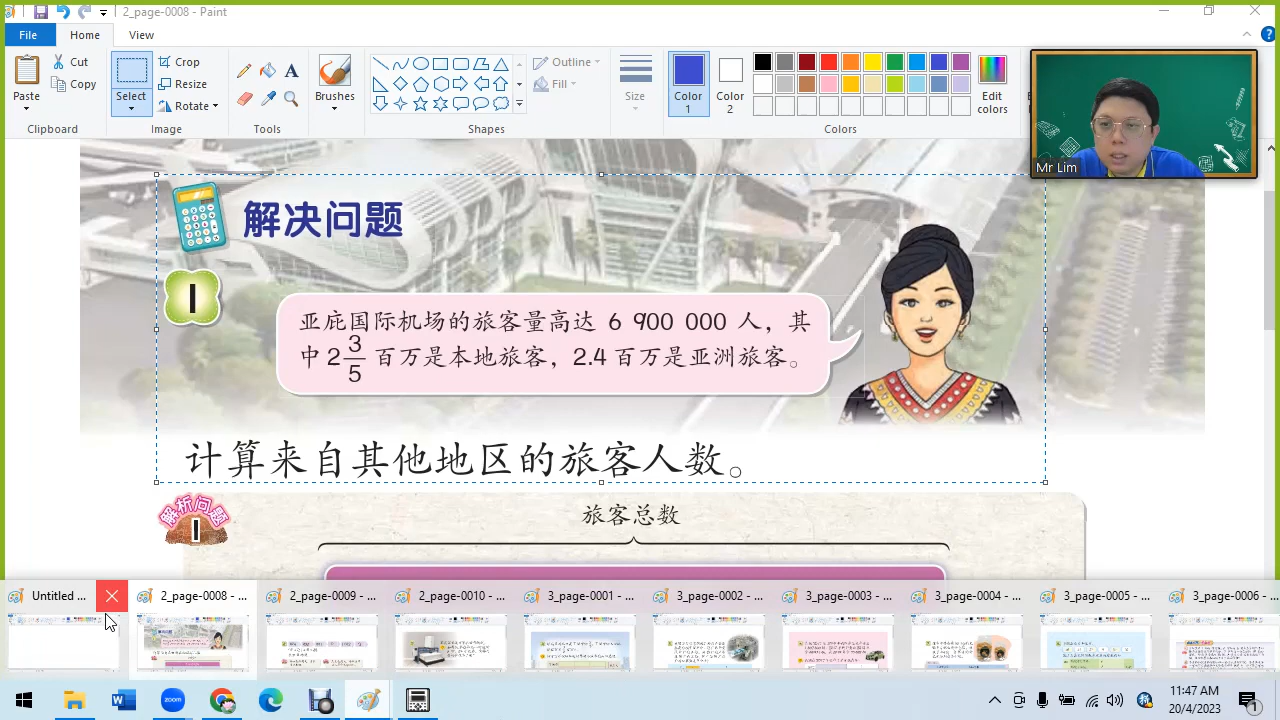 2_page-0008 - Paint
File
Home
View
Paste
Cut
Copy
Clipboard
Select
Crop
Resize
Rotate
Image
Tools
Brushes
Shapes
Outline
Fill
Size
Color
1
Color
2
Edit
colors
Colors
Mr Lim
解决问题
1
亚庇国际机场的旅客量高达 6 900 000 人，其
中 2 3/5 百万是本地旅客，2.4 百万是亚洲旅客。
计算来自其他地区的旅客人数。
解析问题
1
旅客总数
Untitled ...
2_page-0008 - ...
2_page-0009 - ...
2_page-0010 - ...
3_page-0001 - ...
3_page-0002 - ...
3_page-0003 - ...
3_page-0004 - ...
3_page-0005 - ...
3_page-0006 - ...
zoom
11:47 AM
20/4/2023
1